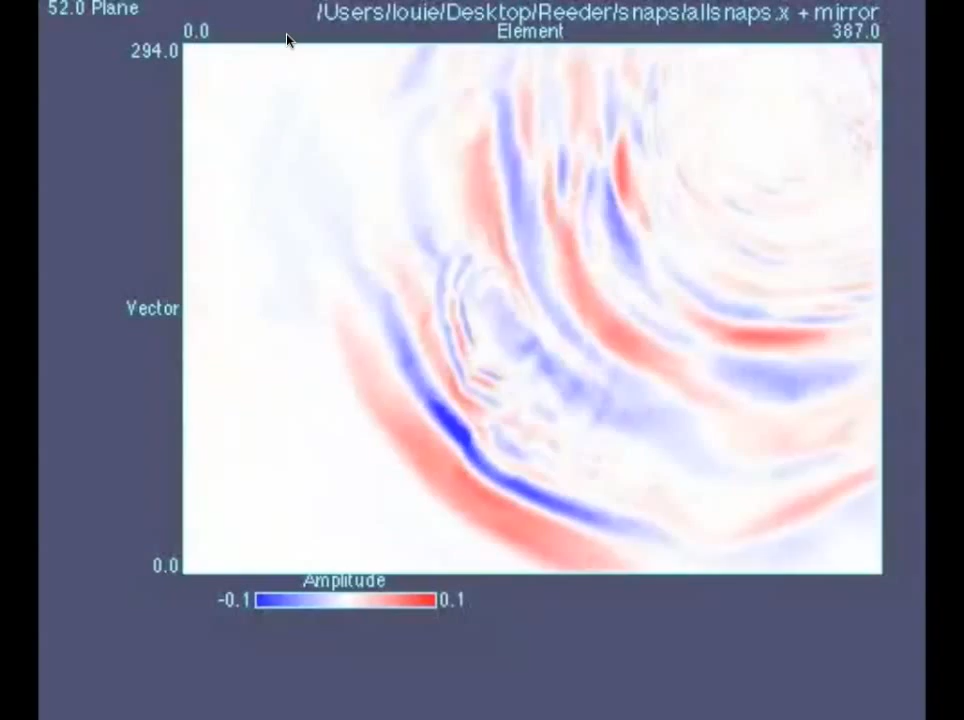 52.0 Plane
/Users/louie/Desktop/Reeder/snaps/allsnaps.x + mirror
0.0 Element 387.0
294.0
Vector
0.0
Amplitude
-0.1 0.1